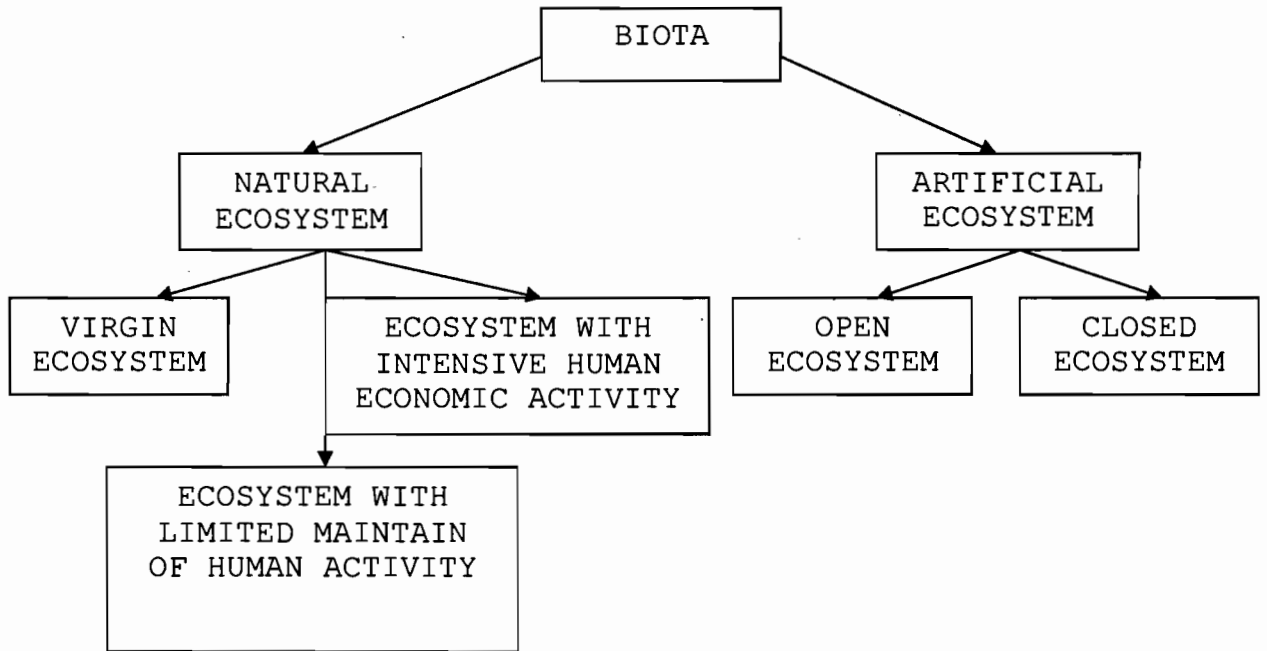 BIOTA
NATURAL
ECOSYSTEM
ARTIFICIAL
ECOSYSTEM
VIRGIN
ECOSYSTEM
ECOSYSTEM WITH
INTENSIVE HUMAN
ECONOMIC ACTIVITY
OPEN
ECOSYSTEM
CLOSED
ECOSYSTEM
ECOSYSTEM WITH
LIMITED MAINTAIN
OF HUMAN ACTIVITY